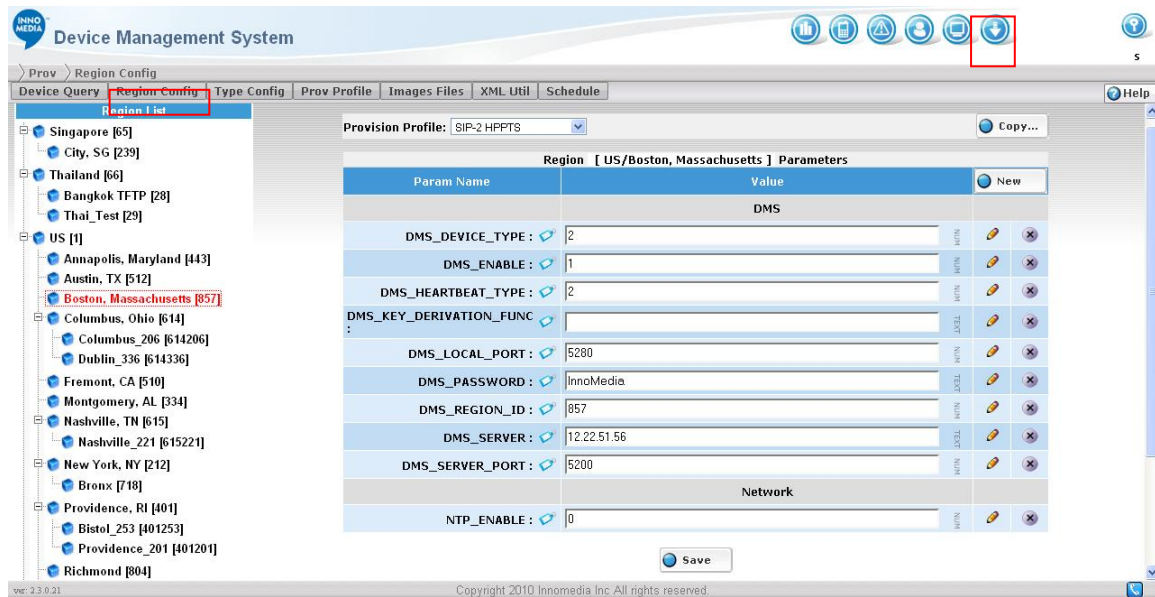 INNO
MEDIA
Device Management System
s
Prov Region Config
Device Query Region Config Type Config Prov Profile Images Files XML Util Schedule Help
Region List
Singapore [65]
City, SG [239]
Thailand [66]
Bangkok TFTP [28]
Thai_Test [29]
US [1]
Annapolis, Maryland [443]
Austin, TX [512]
Boston, Massachusetts [857]
Columbus, Ohio [614]
Columbus_206 [614206]
Dublin_336 [614336]
Fremont, CA [510]
Montgomery, AL [334]
Nashville, TN [615]
Nashville_221 [615221]
New York, NY [212]
Bronx [718]
Providence, RI [401]
Bistol_253 [401253]
Providence_201 [401201]
Richmond [804]
Provision Profile: SIP-2 HPPTS Copy...
Region [ US/Boston, Massachusetts ] Parameters
Param Name Value New
DMS
DMS_DEVICE_TYPE : 2 NUM
DMS_ENABLE : 1 NUM
DMS_HEARTBEAT_TYPE : 2 NUM
DMS_KEY_DERIVATION_FUNC
: TEXT
DMS_LOCAL_PORT : 5280 NUM
DMS_PASSWORD : InnoMedia TEXT
DMS_REGION_ID : 857 NUM
DMS_SERVER : 12.22.51.56 TEXT
DMS_SERVER_PORT : 5200 NUM
Network
NTP_ENABLE : 0 NUM
Save
ver: 2.3.0.21 Copyright 2010 Innomedia Inc All rights reserved.